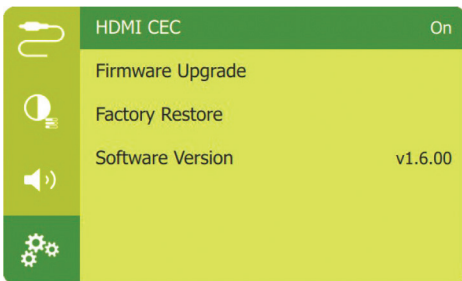 HDMI CEC On
Firmware Upgrade
Factory Restore
Software Version v1.6.00